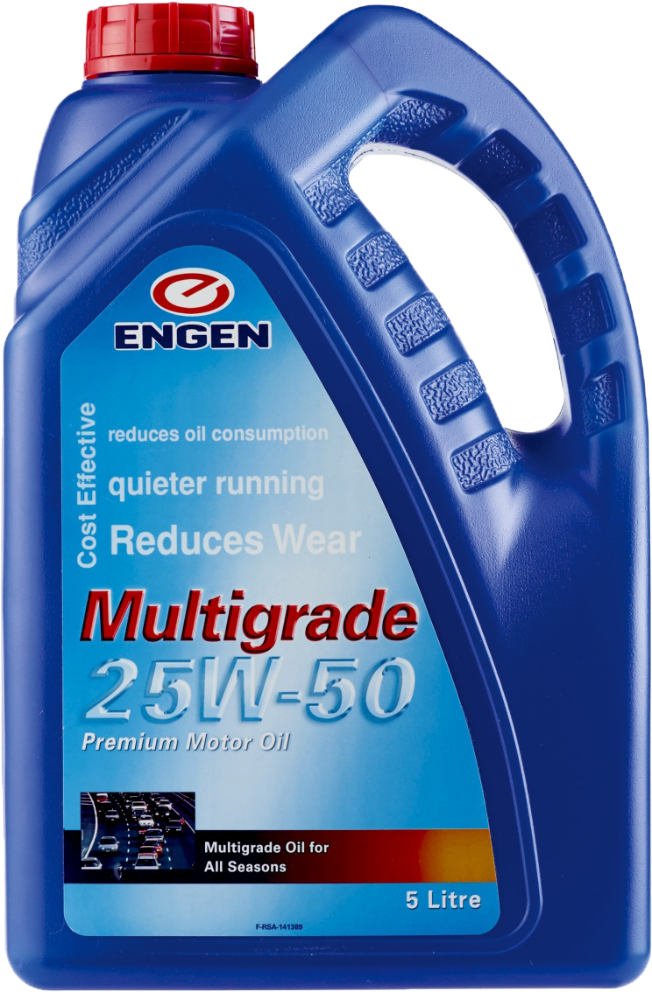 ENGEN
Cost Effective
reduces oil consumption
quieter running
Reduces Wear
Multigrade
25W-50
Premium Motor Oil
Multigrade Oil for
All Seasons
5 Litre
F-RSA-141389